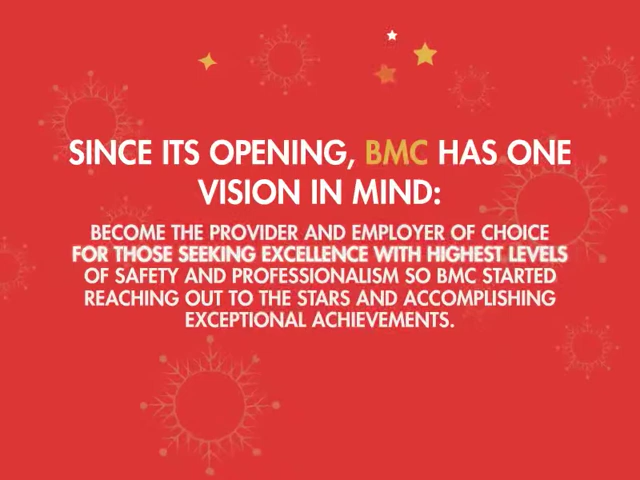 SINCE ITS OPENING, BMC HAS ONE
VISION IN MIND:
BECOME THE PROVIDER AND EMPLOYER OF CHOICE
FOR THOSE SEEKING EXCELLENCE WITH HIGHEST LEVELS
OF SAFETY AND PROFESSIONALISM SO BMC STARTED
REACHING OUT TO THE STARS AND ACCOMPLISHING
EXCEPTIONAL ACHIEVEMENTS.